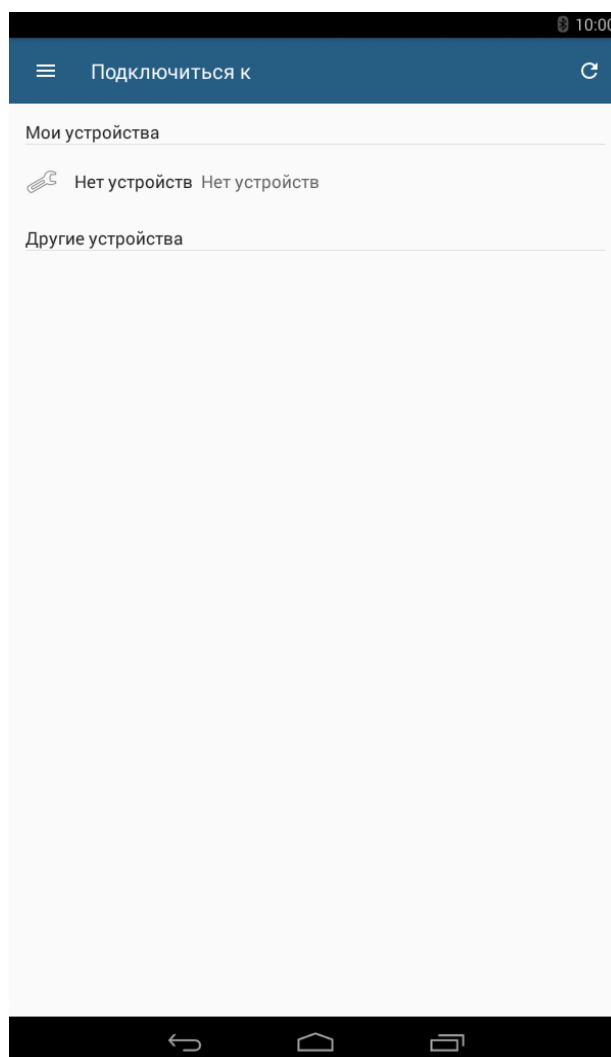 10:00
Подключиться к
Мои устройства
Нет устройств Нет устройств
Другие устройства